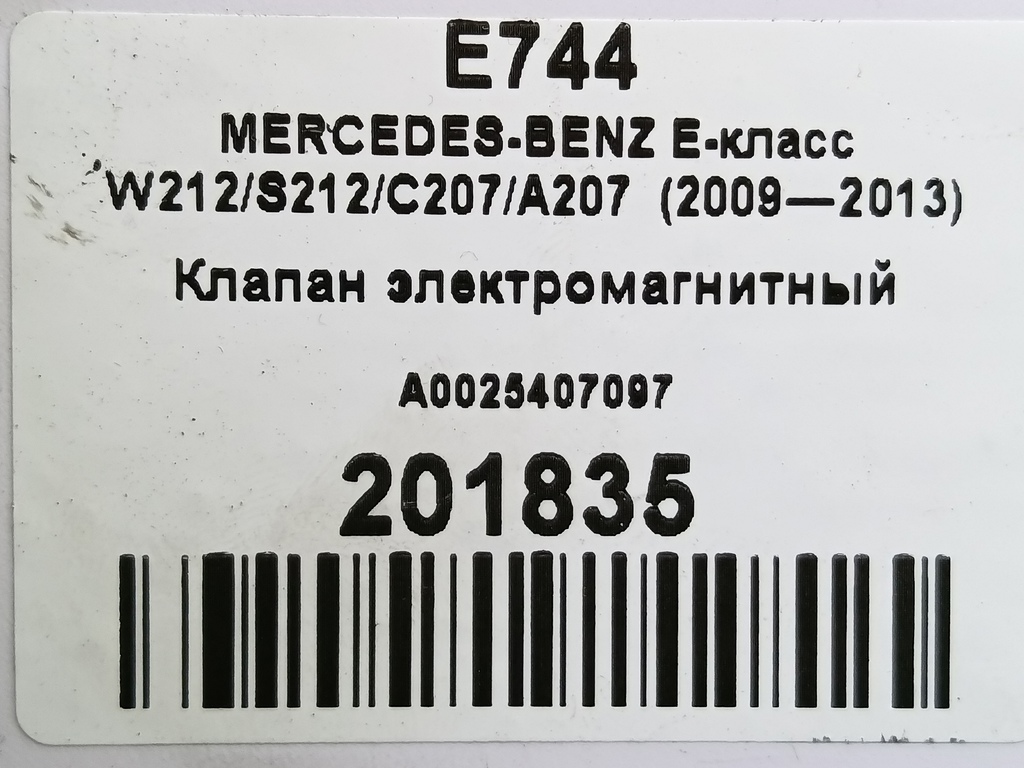 E744
MERCEDES-BENZ E-класс
W212/S212/C207/A207 (2009—2013)
Клапан электромагнитный
A0025407097
201835